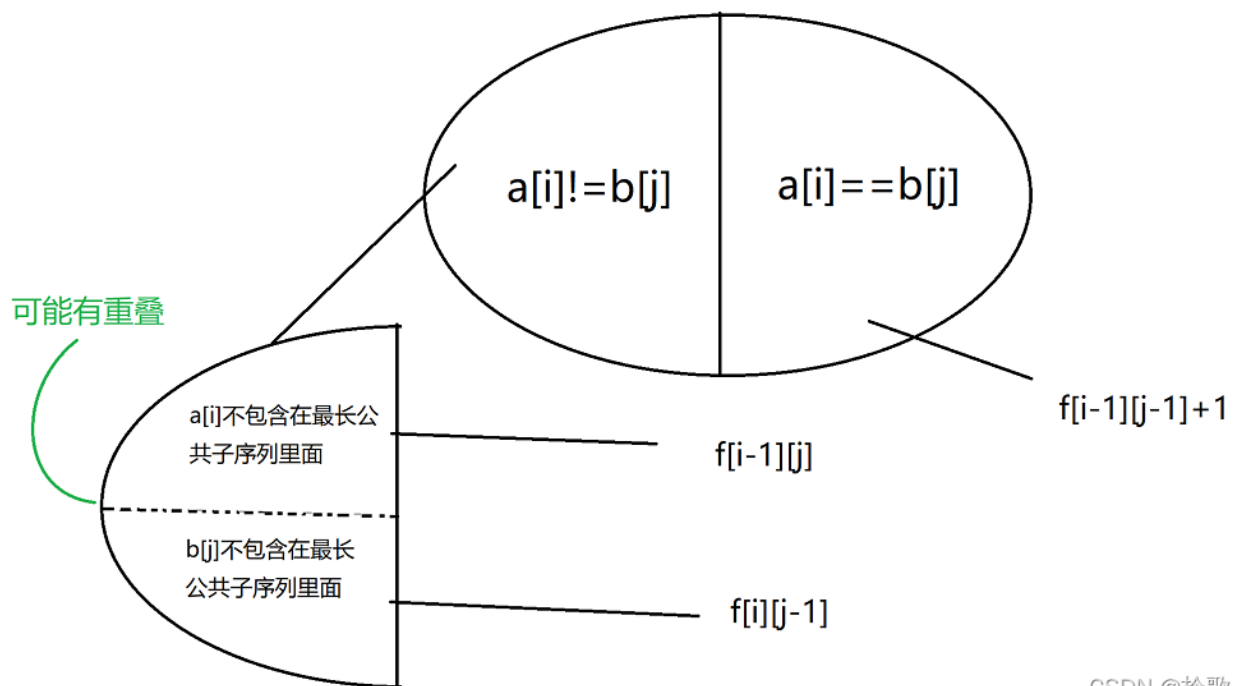 a[i]!=b[j]
a[i]==b[j]
可能有重叠
a[i]不包含在最长公
共子序列里面
f[i-1][j]
f[i-1][j-1]+1
b[j]不包含在最长
公共子序列里面
f[i][j-1]